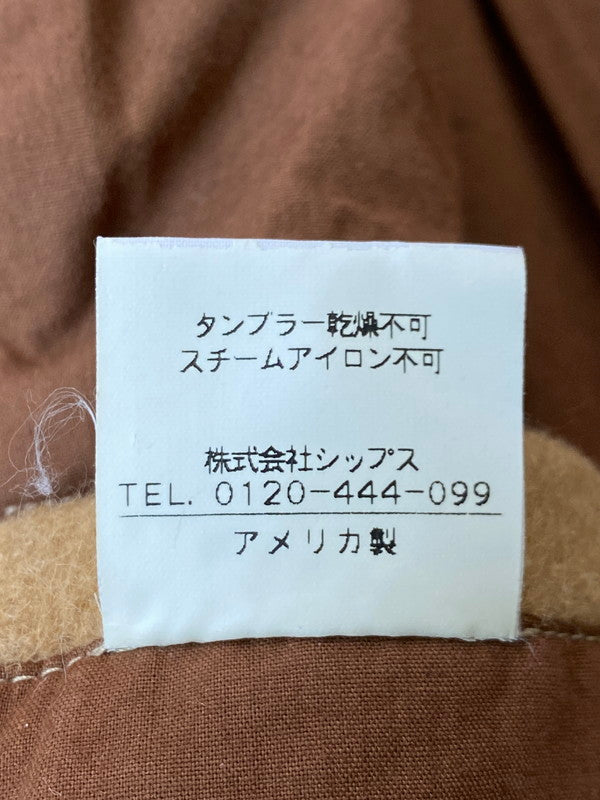 タンブラー乾燥不可
スチームアイロン不可
株式会社シップス
TEL. 0120-444-099
アメリカ製